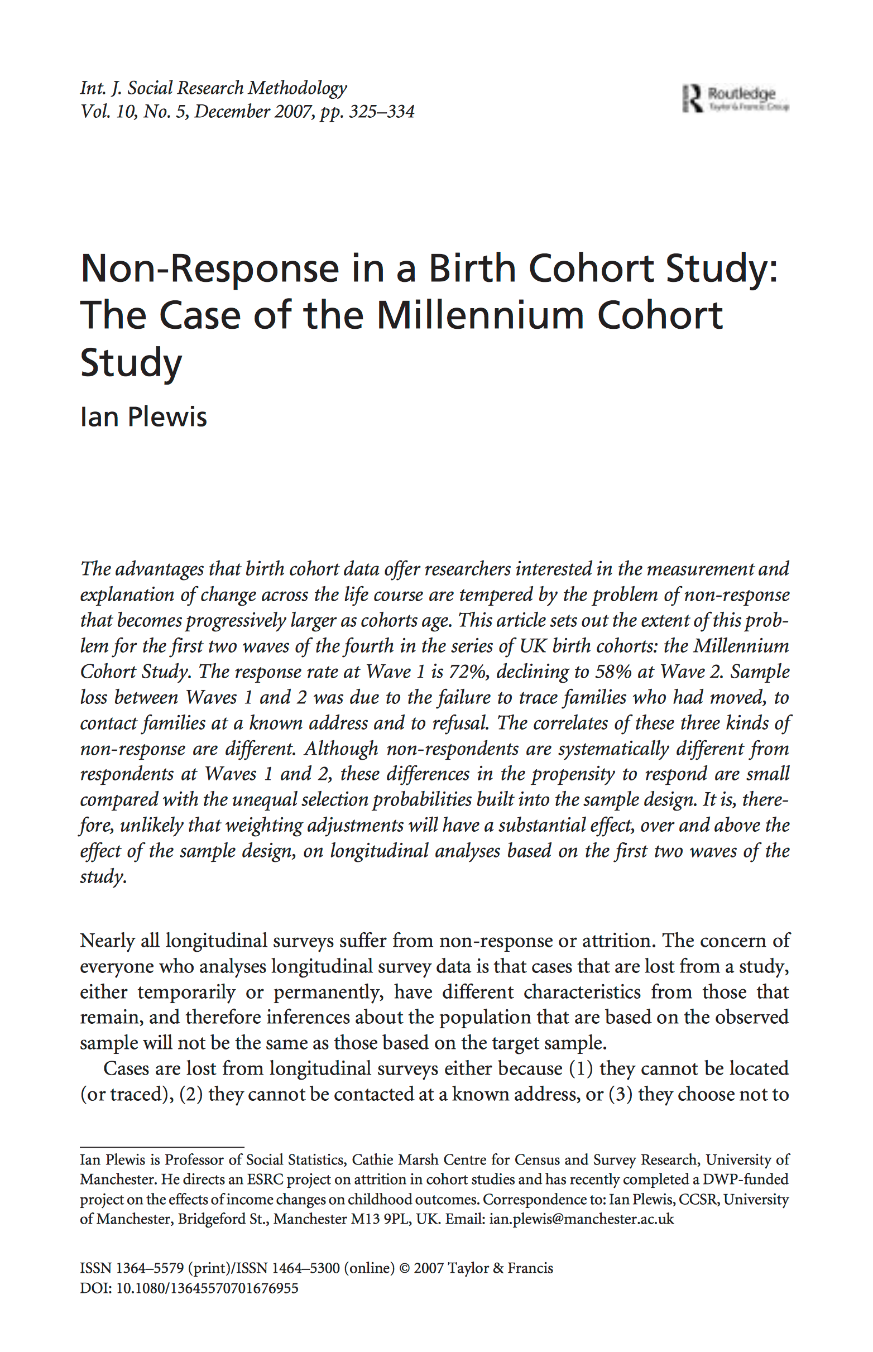 Int. J. Social Research Methodology
Vol. 10, No. 5, December 2007, pp. 325–334
Routledge
Taylor & Francis Group
Non-Response in a Birth Cohort Study:
The Case of the Millennium Cohort
Study
Ian Plewis
The advantages that birth cohort data offer researchers interested in the measurement and
explanation of change across the life course are tempered by the problem of non-response
that becomes progressively larger as cohorts age. This article sets out the extent of this prob-
lem for the first two waves of the fourth in the series of UK birth cohorts: the Millennium
Cohort Study. The response rate at Wave 1 is 72%, declining to 58% at Wave 2. Sample
loss between Waves 1 and 2 was due to the failure to trace families who had moved, to
contact families at a known address and to refusal. The correlates of these three kinds of
non-response are different. Although non-respondents are systematically different from
respondents at Waves 1 and 2, these differences in the propensity to respond are small
compared with the unequal selection probabilities built into the sample design. It is, there-
fore, unlikely that weighting adjustments will have a substantial effect, over and above the
effect of the sample design, on longitudinal analyses based on the first two waves of the
study.
Nearly all longitudinal surveys suffer from non-response or attrition. The concern of
everyone who analyses longitudinal survey data is that cases that are lost from a study,
either temporarily or permanently, have different characteristics from those that
remain, and therefore inferences about the population that are based on the observed
sample will not be the same as those based on the target sample.
Cases are lost from longitudinal surveys either because (1) they cannot be located
(or traced), (2) they cannot be contacted at a known address, or (3) they choose not to
Ian Plewis is Professor of Social Statistics, Cathie Marsh Centre for Census and Survey Research, University of
Manchester. He directs an ESRC project on attrition in cohort studies and has recently completed a DWP-funded
project on the effects of income changes on childhood outcomes. Correspondence to: Ian Plewis, CCSR, University
of Manchester, Bridgeford St., Manchester M13 9PL, UK. Email: ian.plewis@manchester.ac.uk
ISSN 1364–5579 (print)/ISSN 1464–5300 (online) © 2007 Taylor & Francis
DOI: 10.1080/13645570701676955